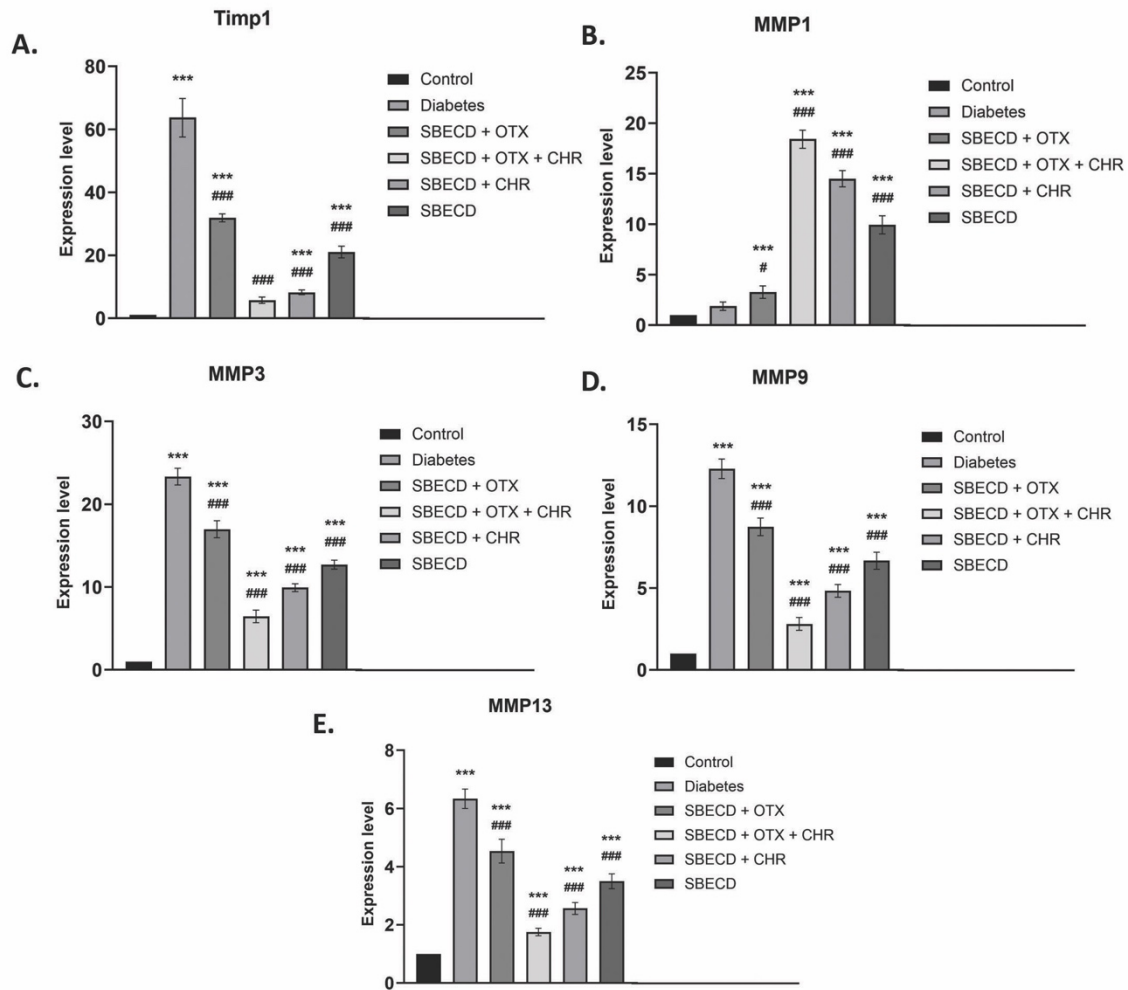 A.
Timp1
Expression level
80
60
40
20
0
***
***
###
###
***
###
***
###
Control
Diabetes
SBECD + OTX
SBECD + OTX + CHR
SBECD + CHR
SBECD
B.
MMP1
Expression level
25
20
15
10
5
0
***
#
***
###
***
###
***
###
Control
Diabetes
SBECD + OTX
SBECD + OTX + CHR
SBECD + CHR
SBECD
C.
MMP3
Expression level
30
20
10
0
***
***
###
***
###
***
###
***
###
Control
Diabetes
SBECD + OTX
SBECD + OTX + CHR
SBECD + CHR
SBECD
D.
MMP9
Expression level
15
10
5
0
***
***
###
***
###
***
###
***
###
Control
Diabetes
SBECD + OTX
SBECD + OTX + CHR
SBECD + CHR
SBECD
E.
MMP13
Expression level
8
6
4
2
0
***
***
###
***
###
***
###
***
###
Control
Diabetes
SBECD + OTX
SBECD + OTX + CHR
SBECD + CHR
SBECD